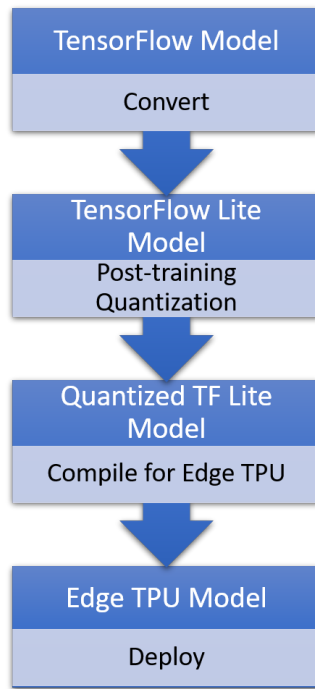 TensorFlow Model
Convert
TensorFlow Lite
Model
Post-training
Quantization
Quantized TF Lite
Model
Compile for Edge TPU
Edge TPU Model
Deploy